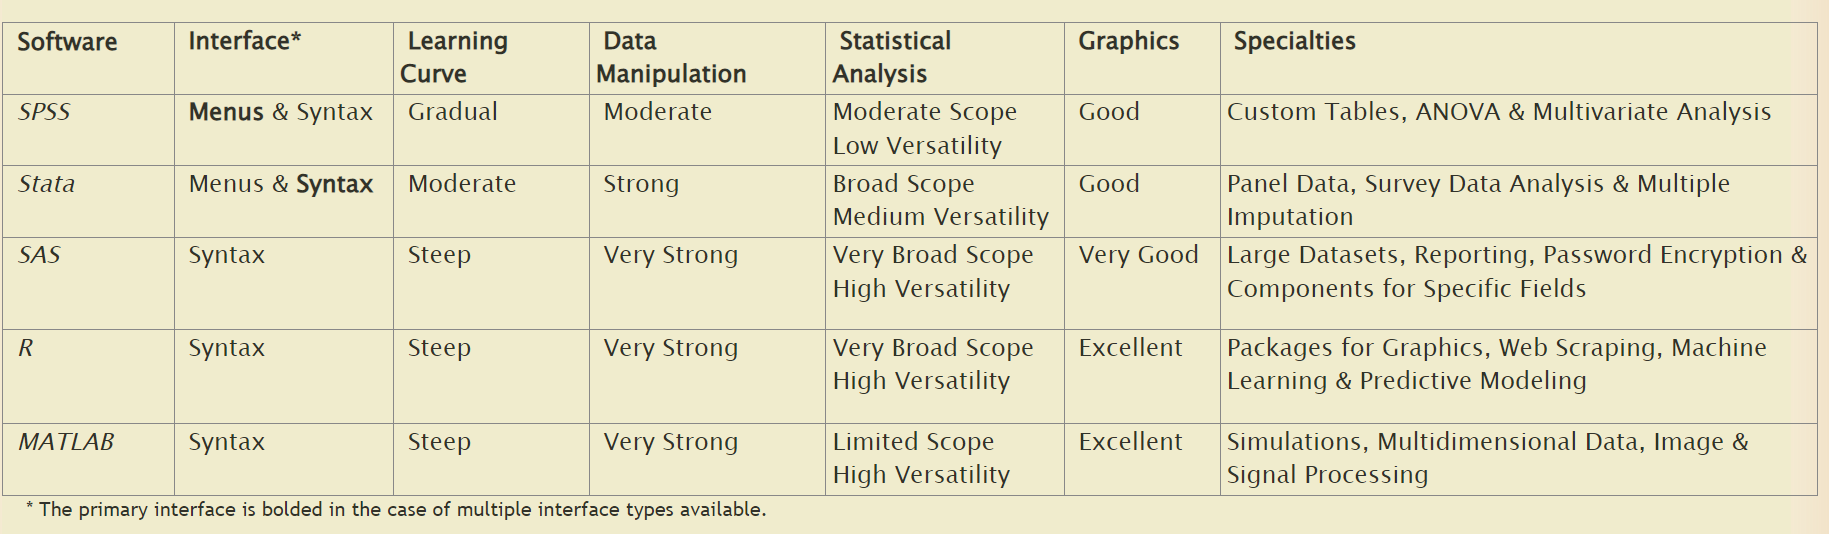 Software Interface* Learning Curve Data Manipulation Statistical Analysis Graphics Specialties
SPSS Menus & Syntax Gradual Moderate Moderate Scope Low Versatility Good Custom Tables, ANOVA & Multivariate Analysis
Stata Menus & Syntax Moderate Strong Broad Scope Medium Versatility Good Panel Data, Survey Data Analysis & Multiple Imputation
SAS Syntax Steep Very Strong Very Broad Scope High Versatility Very Good Large Datasets, Reporting, Password Encryption & Components for Specific Fields
R Syntax Steep Very Strong Very Broad Scope High Versatility Excellent Packages for Graphics, Web Scraping, Machine Learning & Predictive Modeling
MATLAB Syntax Steep Very Strong Limited Scope High Versatility Excellent Simulations, Multidimensional Data, Image & Signal Processing
* The primary interface is bolded in the case of multiple interface types available.